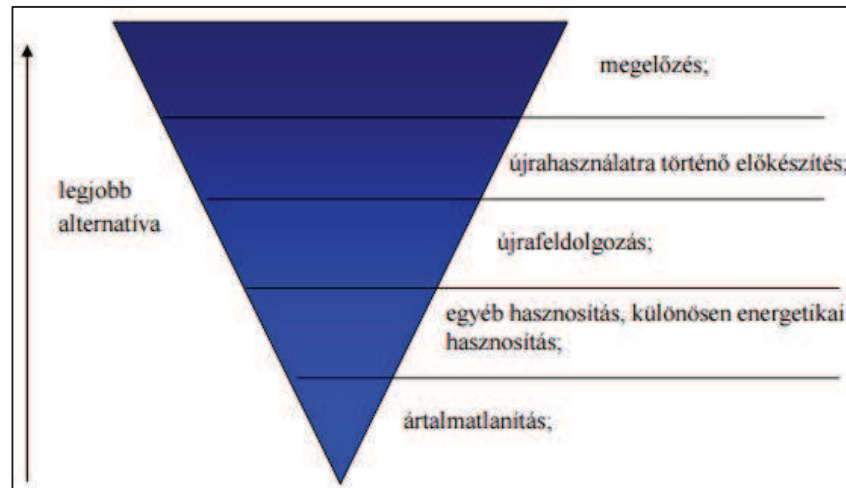 megelőzés;
újrahasználatra történő előkészítés;
legjobb
alternatíva
újrafeldolgozás;
egyéb hasznosítás, különösen energetikai
hasznosítás;
ártalmatlanítás;